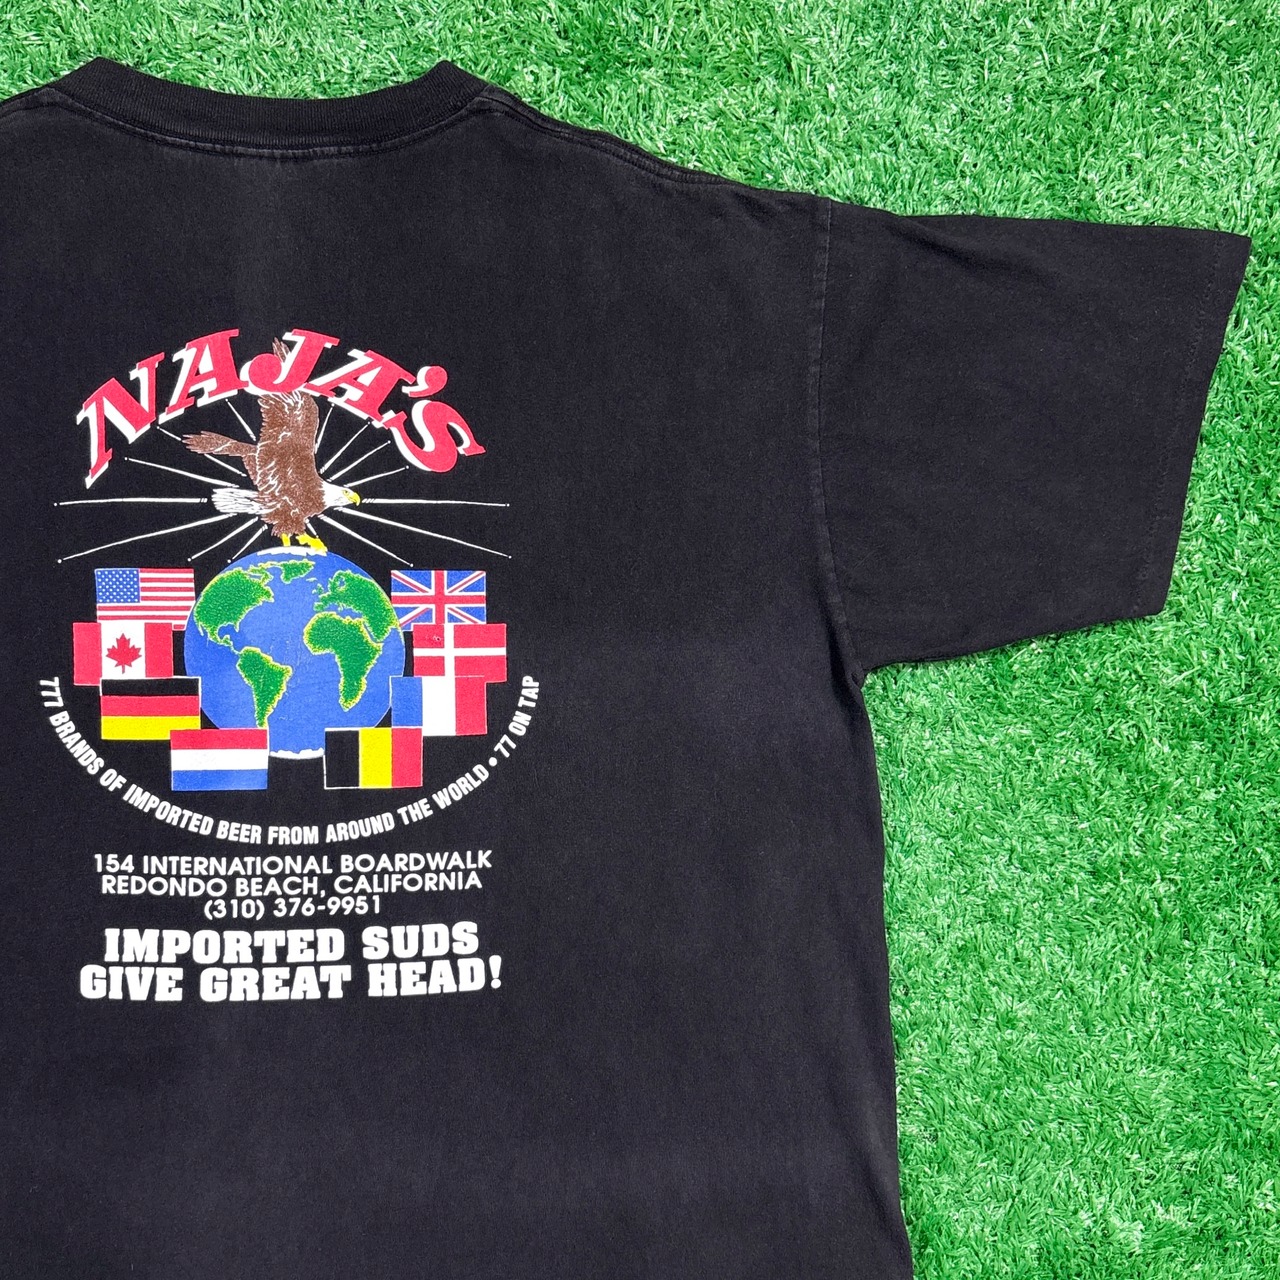 NAJA'S
777 BRANDS OF IMPORTED BEER FROM AROUND THE WORLD • 77 ON TAP
154 INTERNATIONAL BOARDWALK
REDONDO BEACH, CALIFORNIA
(310) 376-9951
IMPORTED SUDS
GIVE GREAT HEAD!